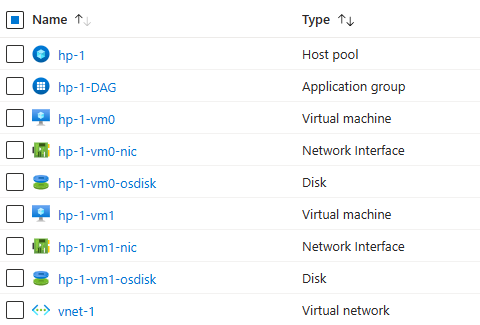 Name Type
hp-1 Host pool
hp-1-DAG Application group
hp-1-vm0 Virtual machine
hp-1-vm0-nic Network Interface
hp-1-vm0-osdisk Disk
hp-1-vm1 Virtual machine
hp-1-vm1-nic Network Interface
hp-1-vm1-osdisk Disk
vnet-1 Virtual network